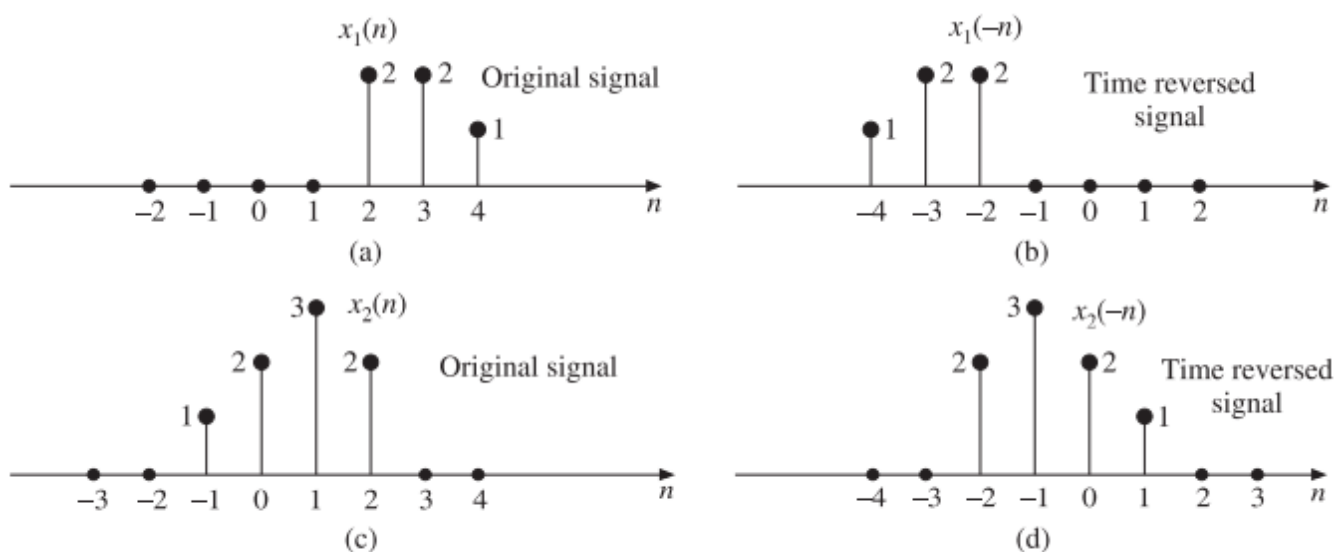 x₁(n)
2 2 Original signal
1
−2 −1 0 1 2 3 4 n
(a)
x₁(−n)
2 2 Time reversed
signal
1
−4 −3 −2 −1 0 1 2 n
(b)
3 x₂(n)
2 2 Original signal
1
−3 −2 −1 0 1 2 3 4 n
(c)
3 x₂(−n)
2 2 Time reversed
signal
1
−4 −3 −2 −1 0 1 2 3 n
(d)